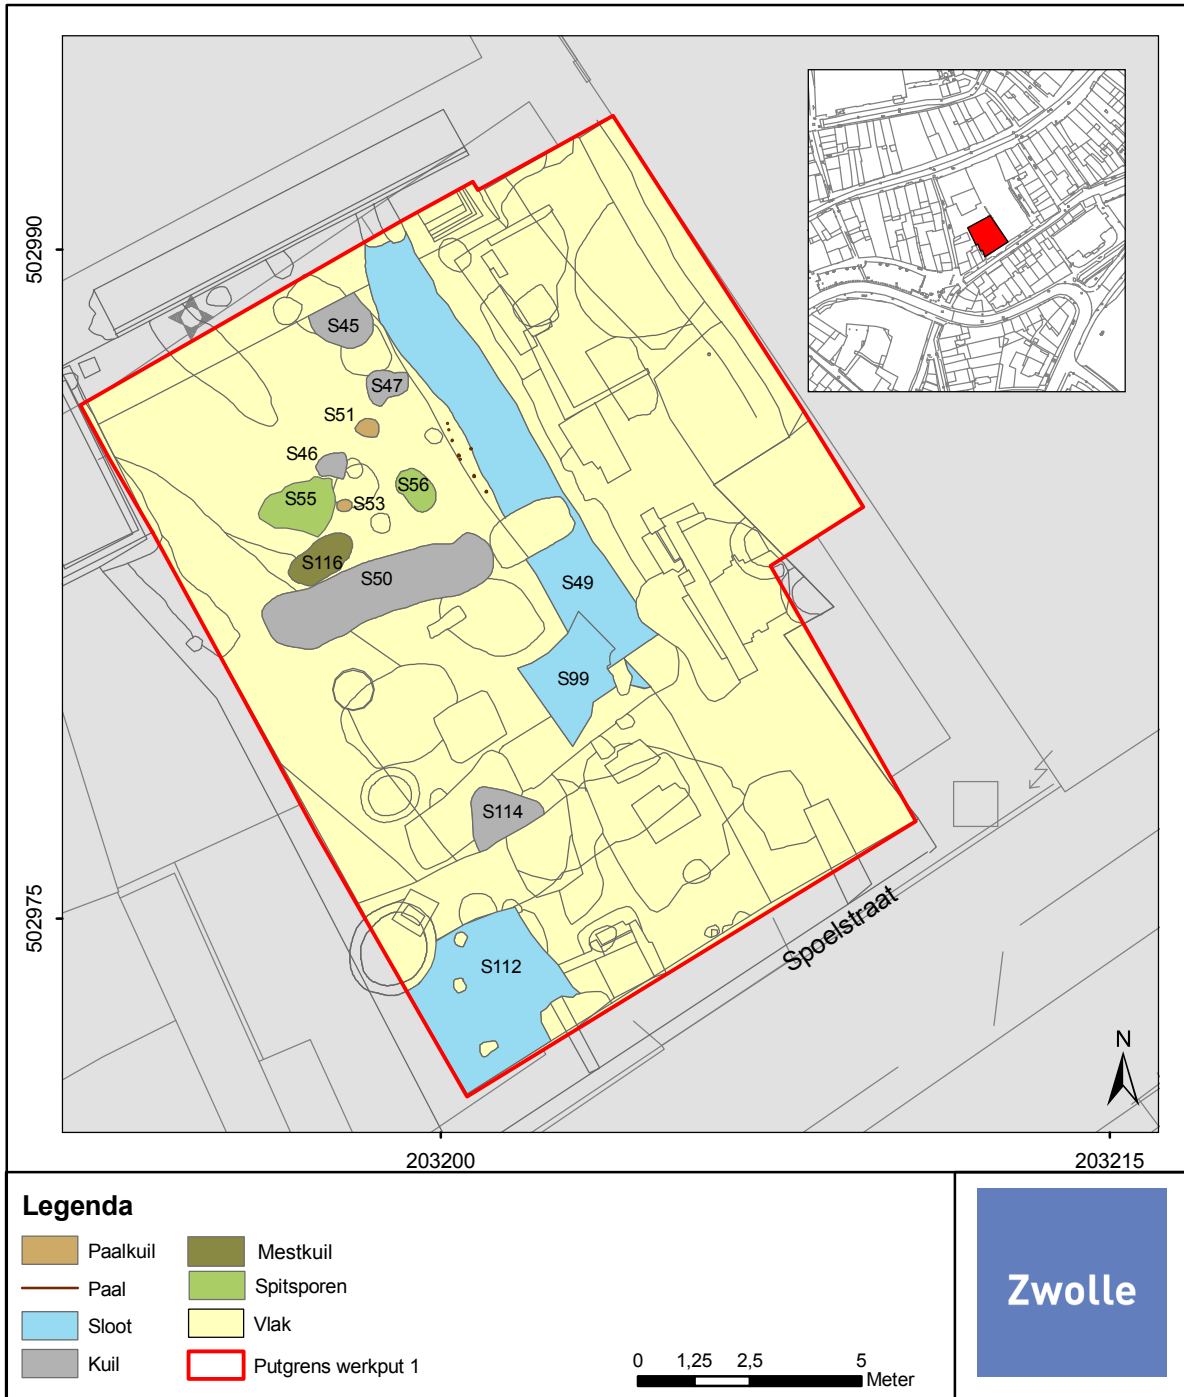 502990
S45
S47
S51
S46
S55
S53
S56
S116
S50
S49
S99
S114
502975
S112
Spoelstraat
N
203200
203215
Legenda
Paalkuil
Mestkuil
Paal
Spitsporen
Sloot
Vlak
Kuil
Putgrens werkput 1
0 1,25 2,5 5
Meter
Zwolle